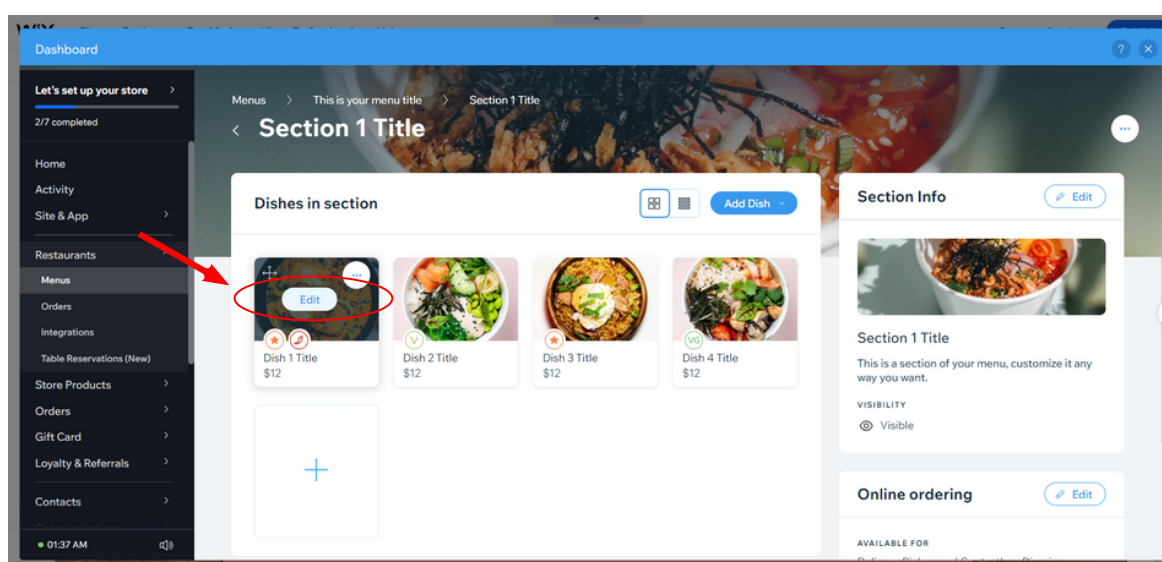 Dashboard
?
Let's set up your store
2/7 completed
Home
Activity
Site & App
Restaurants
Menus
Orders
Integrations
Table Reservations (New)
Store Products
Orders
Gift Card
Loyalty & Referrals
Contacts
01:37 AM
Menus > This is your menu title > Section 1 Title
Section 1 Title
Dishes in section
Add Dish
Edit
Dish 1 Title
$12
V
Dish 2 Title
$12
Dish 3 Title
$12
VG
Dish 4 Title
$12
Section Info
Edit
Section 1 Title
This is a section of your menu, customize it any
way you want.
VISIBILITY
Visible
Online ordering
Edit
AVAILABLE FOR